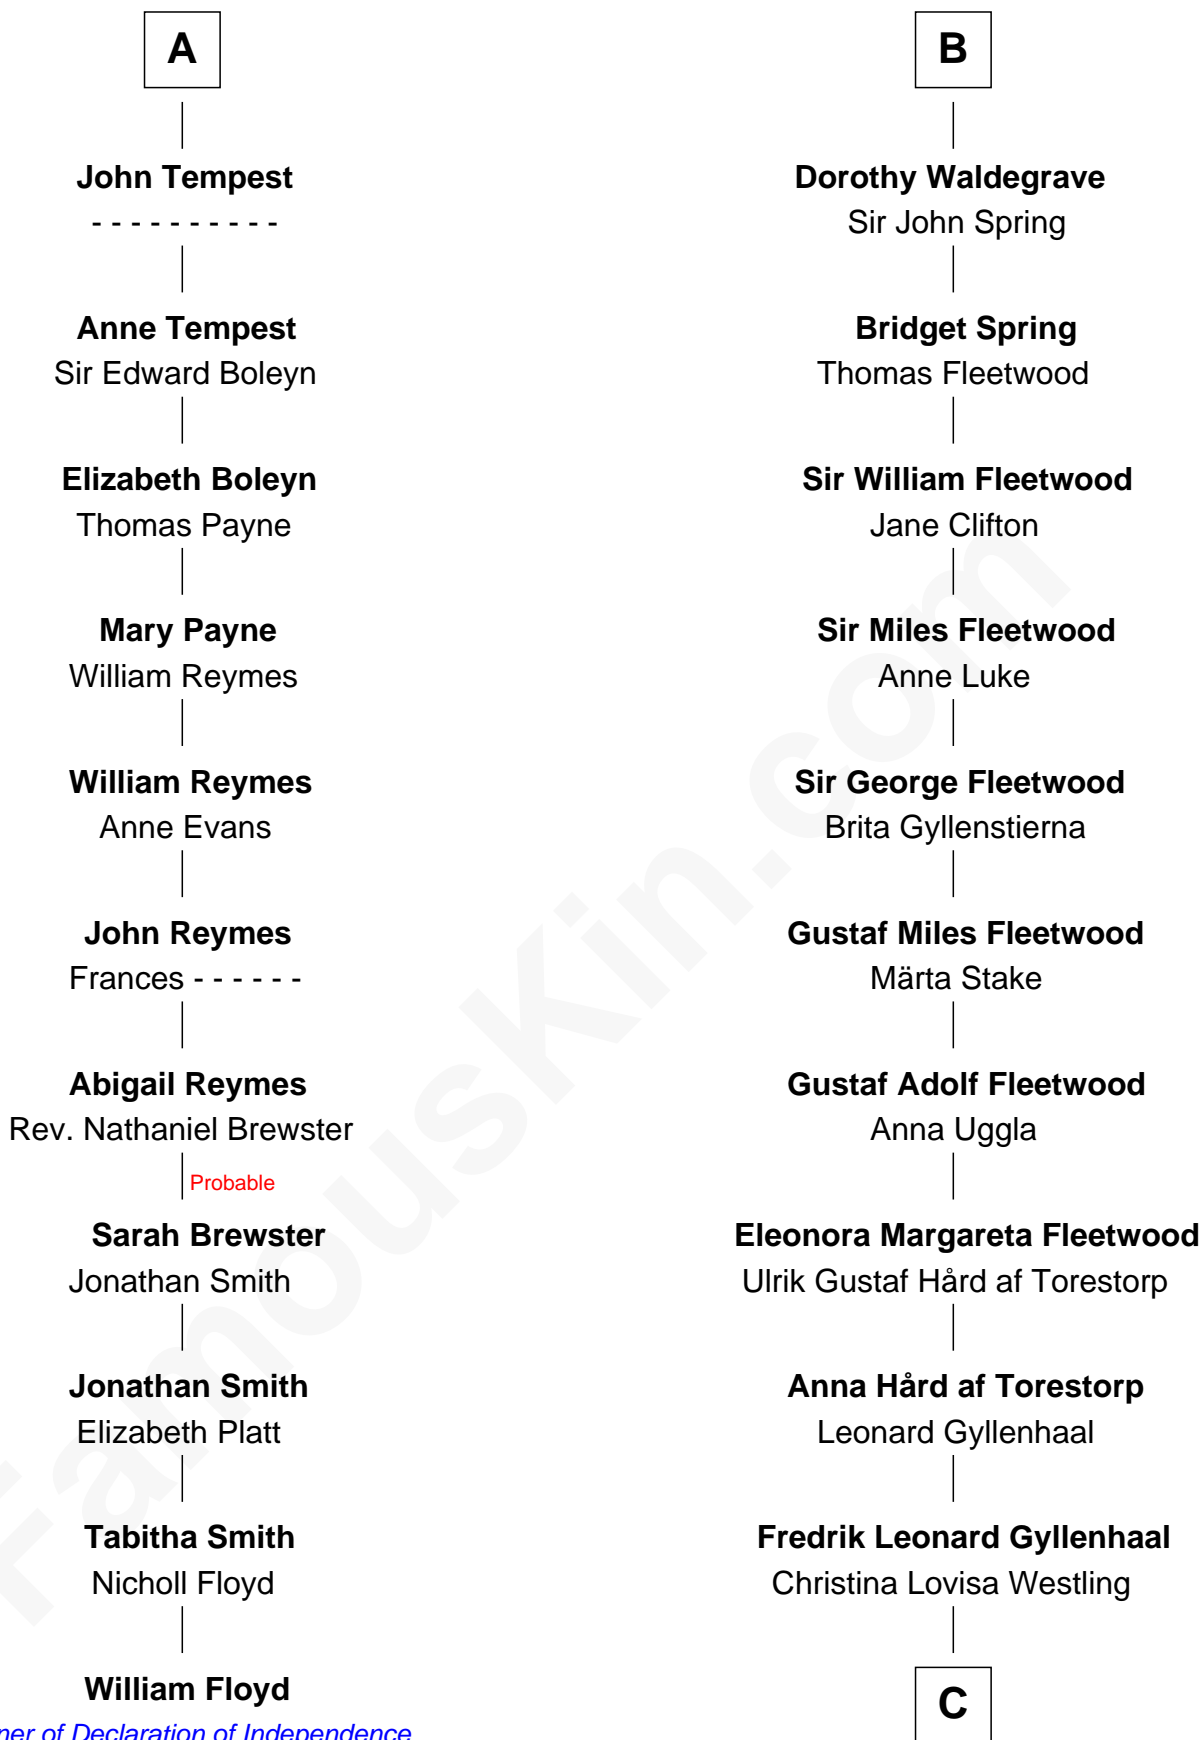 A
John Tempest
- - - - - - - - - -
Anne Tempest
Sir Edward Boleyn
Elizabeth Boleyn
Thomas Payne
Mary Payne
William Reymes
William Reymes
Anne Evans
John Reymes
Frances - - - - - -
Abigail Reymes
Rev. Nathaniel Brewster
Probable
Sarah Brewster
Jonathan Smith
Jonathan Smith
Elizabeth Platt
Tabitha Smith
Nicholl Floyd
William Floyd
ner of Declaration of Independence
B
Dorothy Waldegrave
Sir John Spring
Bridget Spring
Thomas Fleetwood
Sir William Fleetwood
Jane Clifton
Sir Miles Fleetwood
Anne Luke
Sir George Fleetwood
Brita Gyllenstierna
Gustaf Miles Fleetwood
Märta Stake
Gustaf Adolf Fleetwood
Anna Uggla
Eleonora Margareta Fleetwood
Ulrik Gustaf Hård af Torestorp
Anna Hård af Torestorp
Leonard Gyllenhaal
Fredrik Leonard Gyllenhaal
Christina Lovisa Westling
C
FamousKin.com